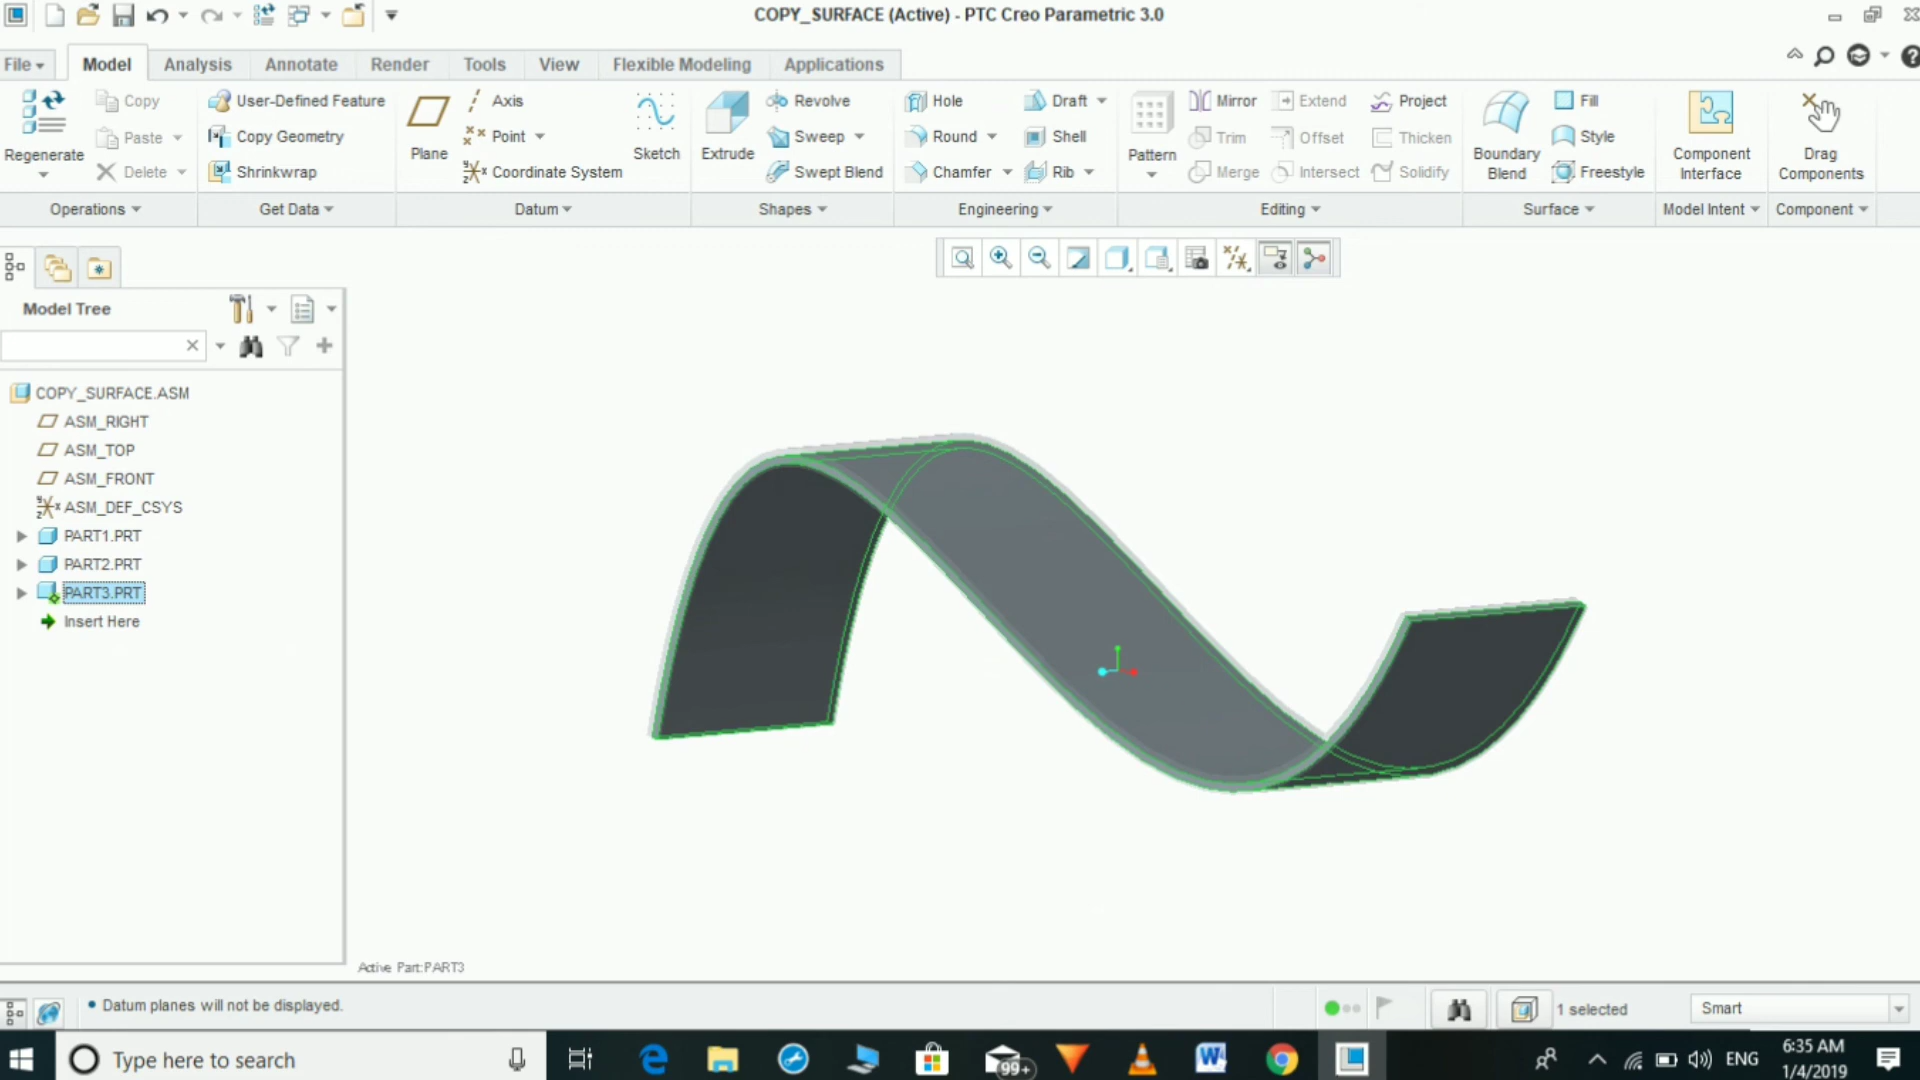 COPY_SURFACE (Active) - PTC Creo Parametric 3.0
File Model Analysis Annotate Render Tools View Flexible Modeling Applications
Regenerate
Copy
Paste
Delete
User-Defined Feature
Copy Geometry
Shrinkwrap
Plane
Axis
Point
Coordinate System
Sketch
Extrude
Revolve
Sweep
Swept Blend
Hole
Round
Chamfer
Draft
Shell
Rib
Pattern
Mirror
Trim
Merge
Extend
Offset
Intersect
Project
Thicken
Solidify
Boundary
Blend
Fill
Style
Freestyle
Component
Interface
Drag
Components
Operations Get Data Datum Shapes Engineering Editing Surface Model Intent Component
Model Tree
COPY_SURFACE.ASM
ASM_RIGHT
ASM_TOP
ASM_FRONT
ASM_DEF_CSYS
PART1.PRT
PART2.PRT
PART3.PRT
Insert Here
Active Part:PART3
Datum planes will not be displayed.
1 selected
Smart
Type here to search
99+
ENG
6:35 AM
1/4/2019